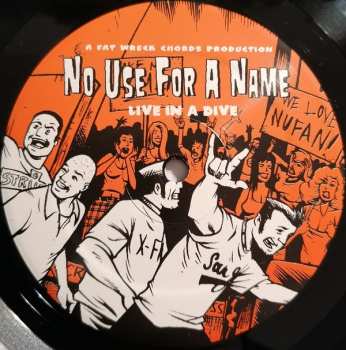 A FAT WRECK CHORDS PRODUCTION
No Use For A Name
LIVE IN A DIVE
WE LOVE
NUFAN!